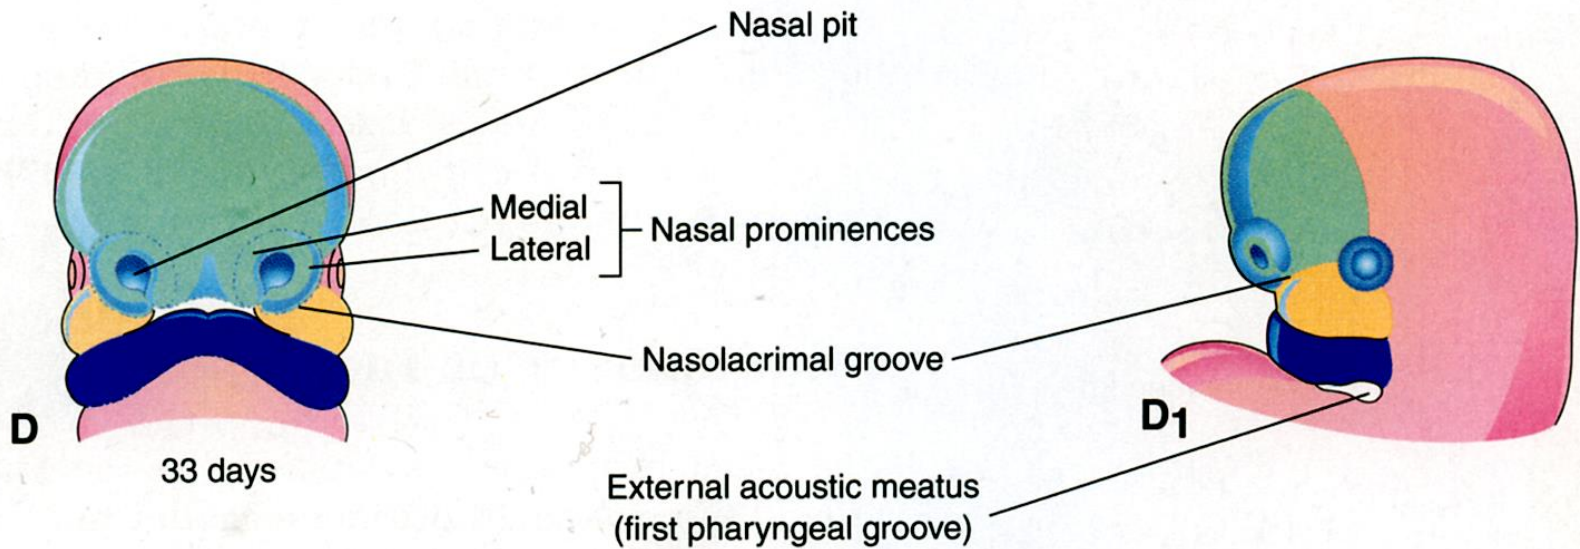 Nasal pit
Medial
Lateral
Nasal prominences
Nasolacrimal groove
D
33 days
D1
External acoustic meatus
(first pharyngeal groove)